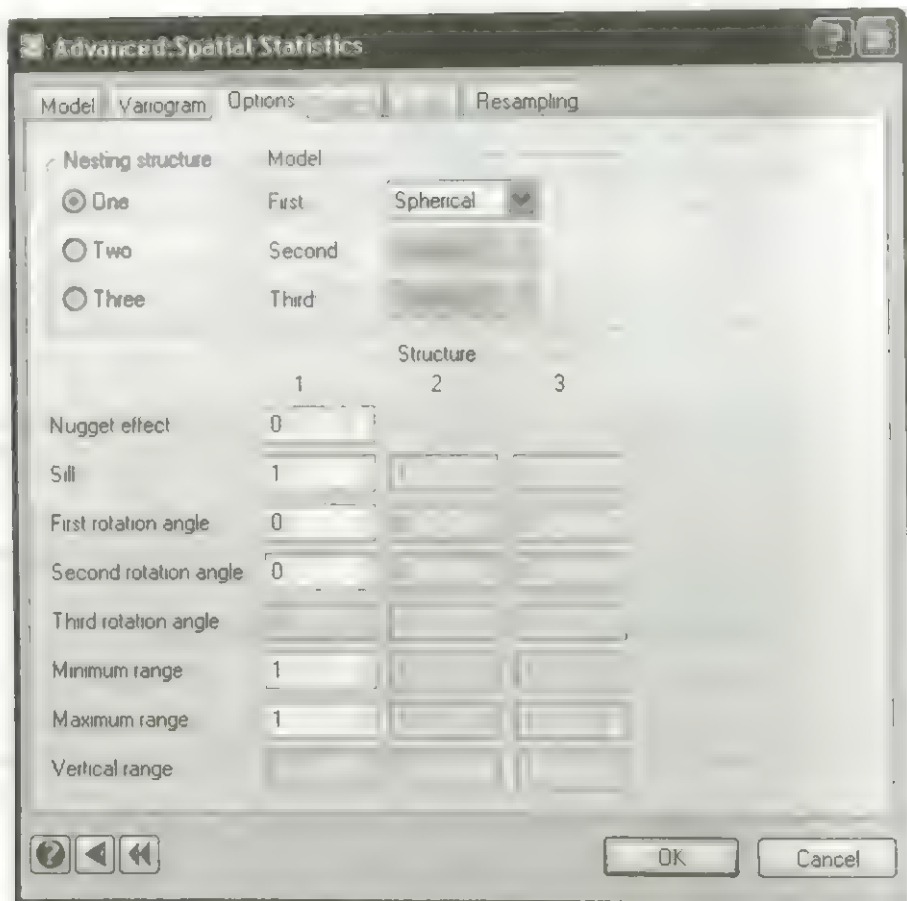 Advanced Spatial Statistics
Model Variogram Options Resampling
Nesting structure Model
One First Spherical
Two Second
Three Third
Structure
1 2 3
Nugget effect 0
Sill 1
First rotation angle 0
Second rotation angle 0
Third rotation angle
Minimum range 1
Maximum range 1
Vertical range
OK Cancel